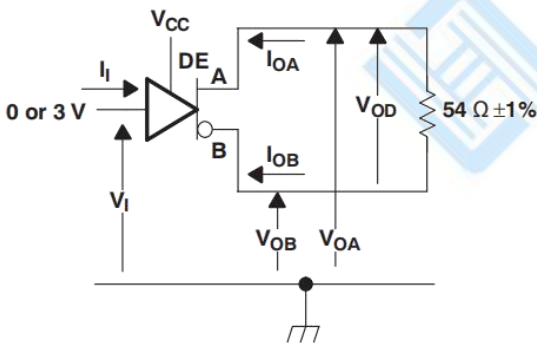 VCC
II
DE
A
IOA
0 or 3 V
VOD
54 Ω ±1%
B
IOB
VI
VOB
VOA